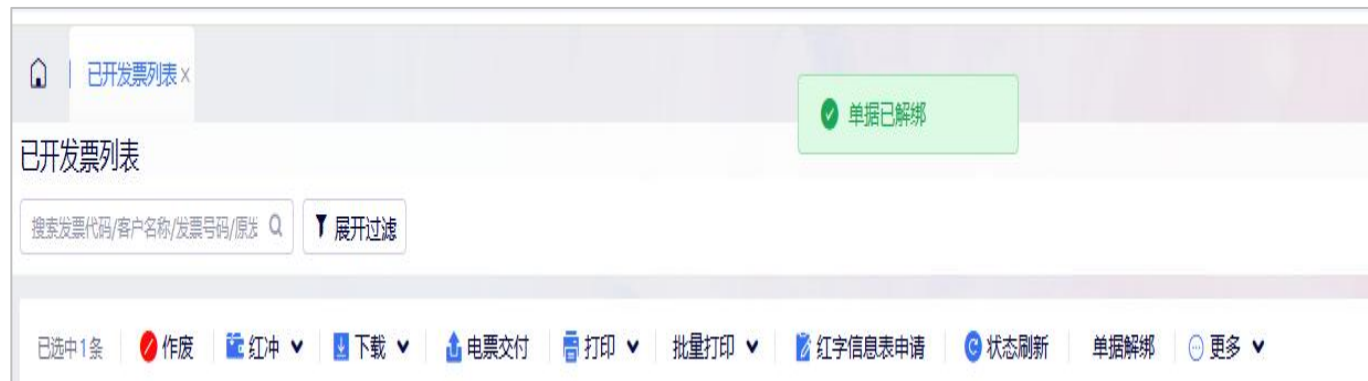 已开发票列表×
单据已解绑
已开发票列表
搜索发票代码/客户名称/发票号码/原发
展开过滤
已选中1条 作废 红冲 下载 电票交付 打印 批量打印 红字信息表申请 状态刷新 单据解绑 更多